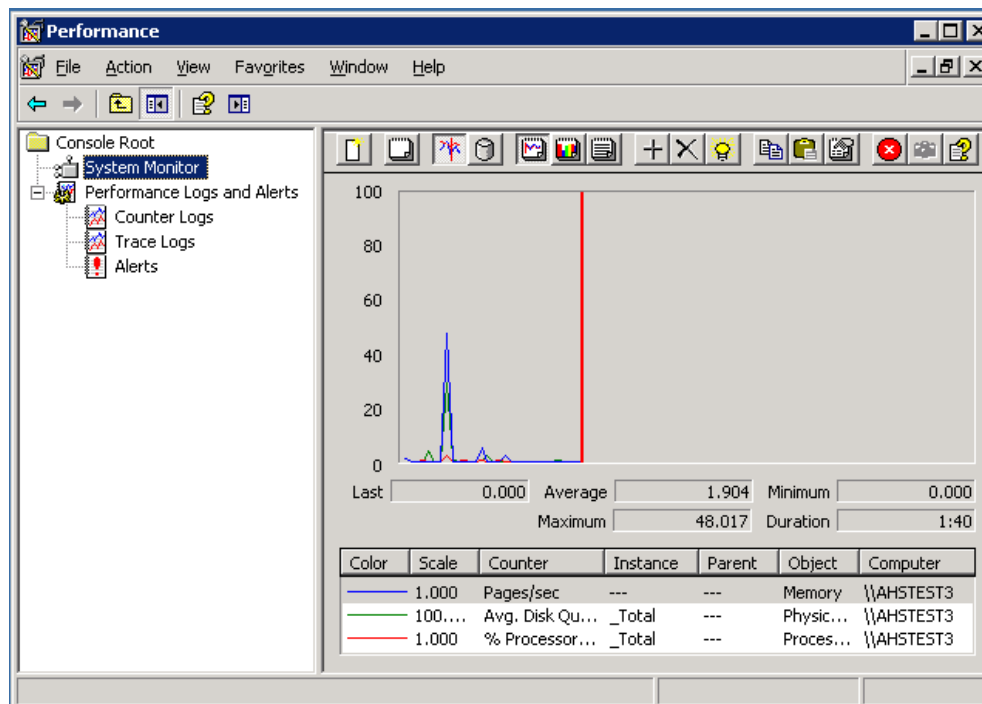 Performance
File Action View Favorites Window Help
Console Root
System Monitor
Performance Logs and Alerts
Counter Logs
Trace Logs
Alerts
100
80
60
40
20
0
Last 0.000 Average 1.904 Minimum 0.000
Maximum 48.017 Duration 1:40
Color Scale Counter Instance Parent Object Computer
1.000 Pages/sec --- --- Memory \\AHSTEST3
100.... Avg. Disk Qu... _Total --- Physic... \\AHSTEST3
1.000 % Processor... _Total --- Proces... \\AHSTEST3